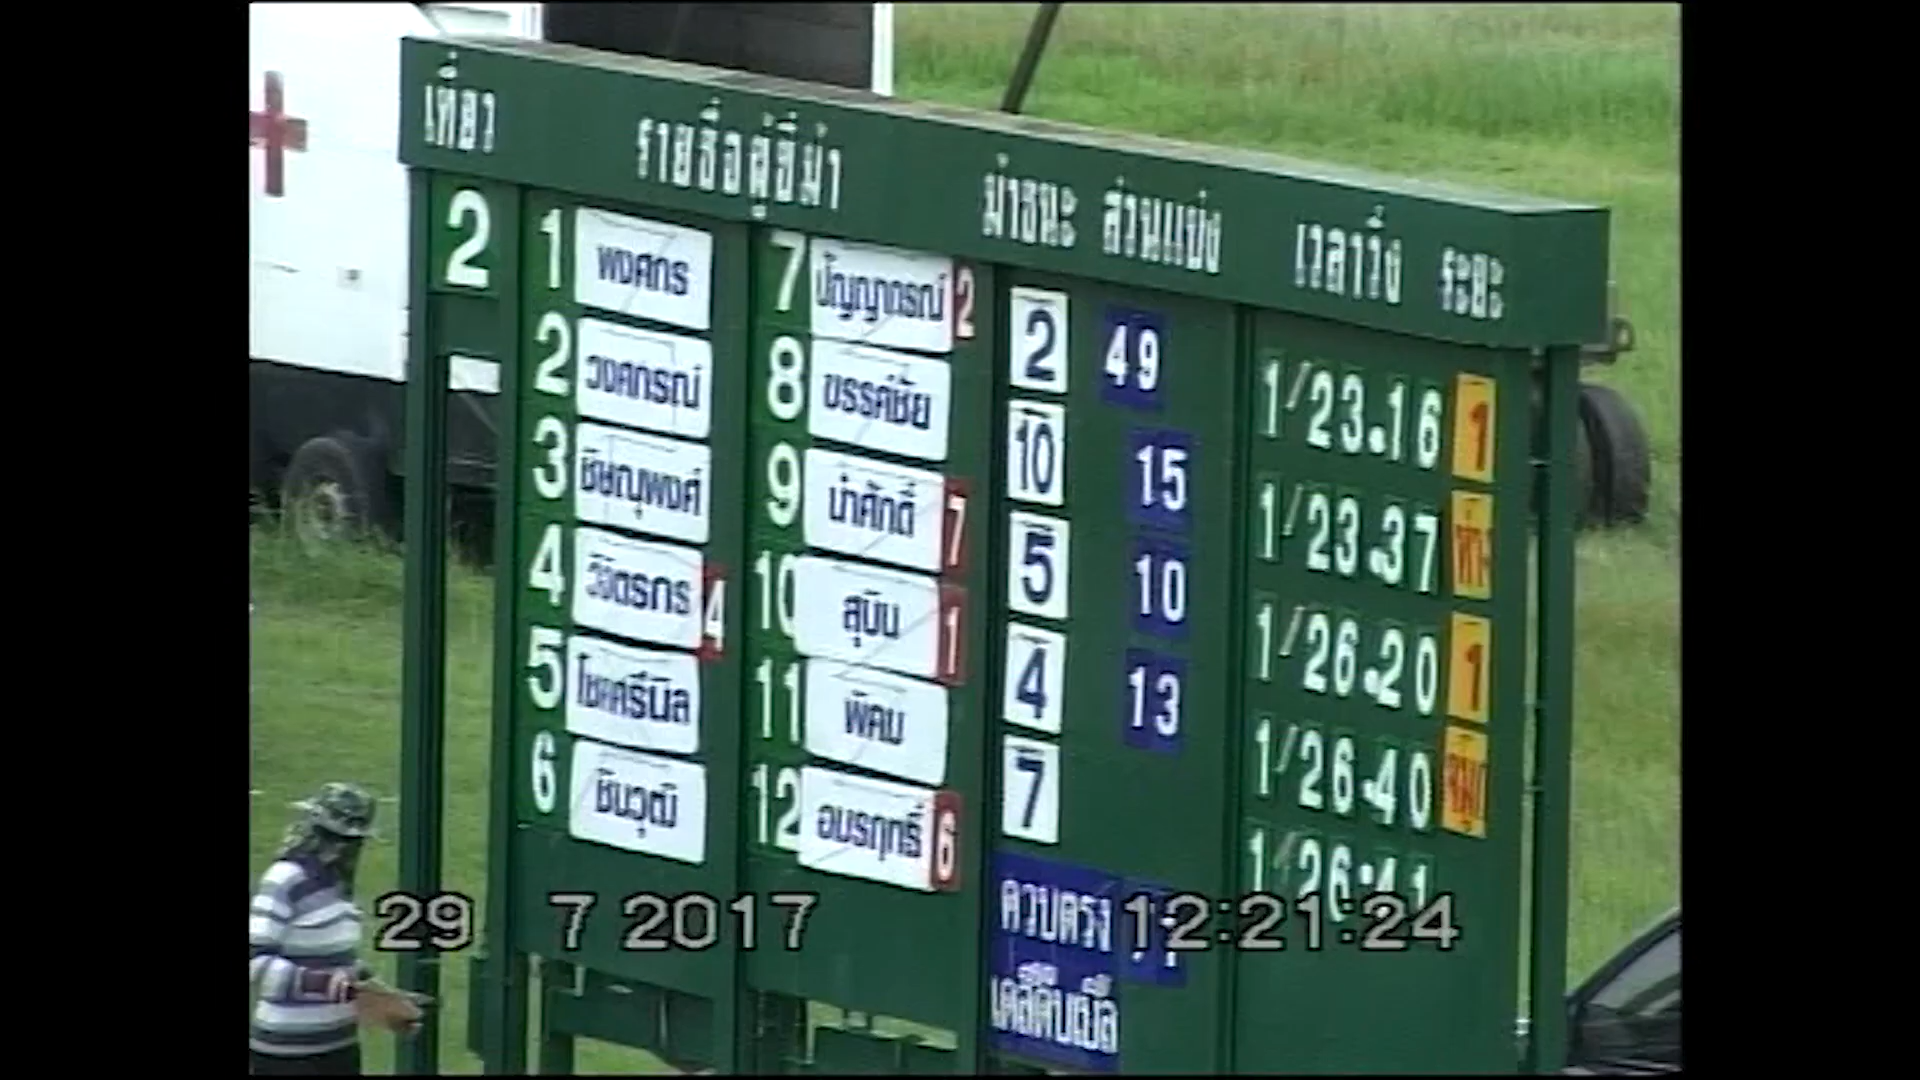 เที่ยว รายชื่อผู้ขี่ม้า ม้าชนะ ส่วนแบ่ง เวลาวิ่ง ระยะ
2
1 พงศกร
2 วงศกรณ์
3 ชิษณุพงศ์
4 วิจิตรกร 4
5 โชคศรีนิล
6 ชินวุฒิ
7 ปัญญากรณ์ 2
8 ขรรค์ชัย
9 นำศักดิ์ 7
10 สุบิน 1
11 พิคม
12 อมรฤทธิ์ 6
2 49 1/23.16 1
10 15 1/23.37
5 10 1/26.20 1
4 13 1/26.40
7 1/26.41
ควบตรง
29 7 2017 12:21:24